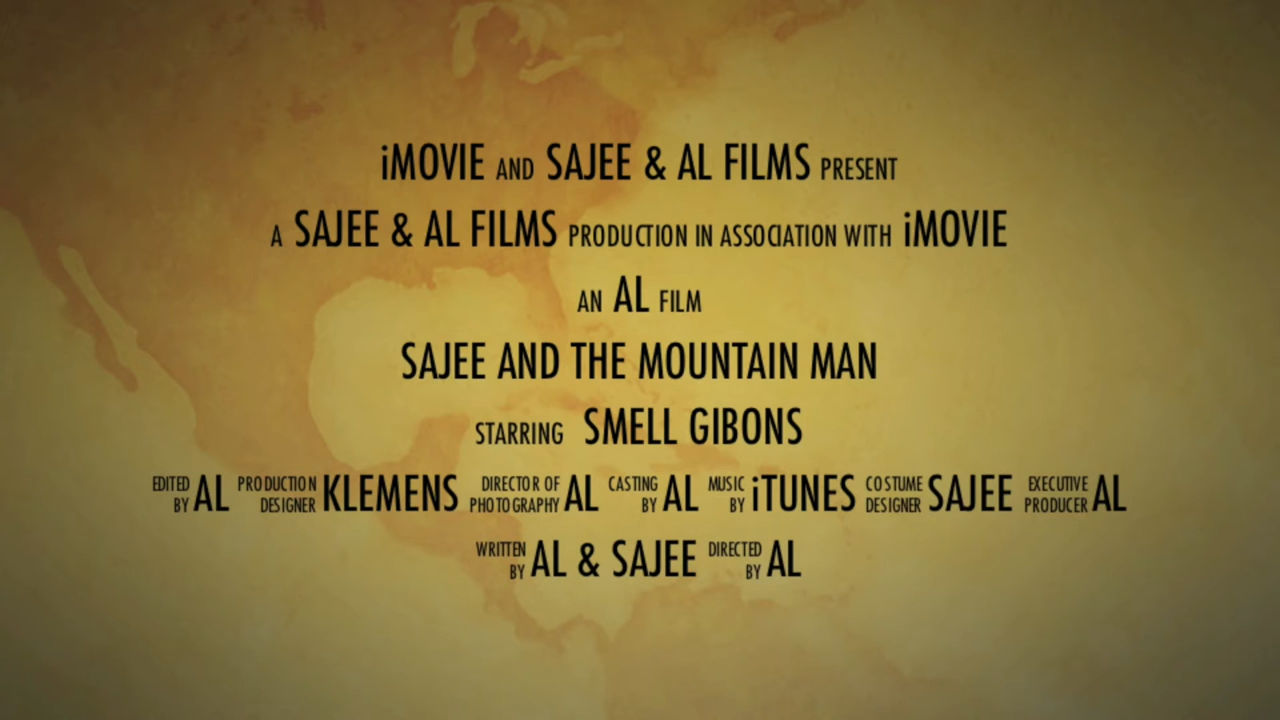 iMOVIE AND SAJEE & AL FILMS PRESENT
A SAJEE & AL FILMS PRODUCTION IN ASSOCIATION WITH iMOVIE
AN AL FILM
SAJEE AND THE MOUNTAIN MAN
STARRING SMELL GIBONS
EDITED BY AL PRODUCTION DESIGNER KLEMENS DIRECTOR OF PHOTOGRAPHY AL CASTING BY AL MUSIC BY iTUNES COSTUME DESIGNER SAJEE EXECUTIVE PRODUCER AL
WRITTEN BY AL & SAJEE DIRECTED BY AL